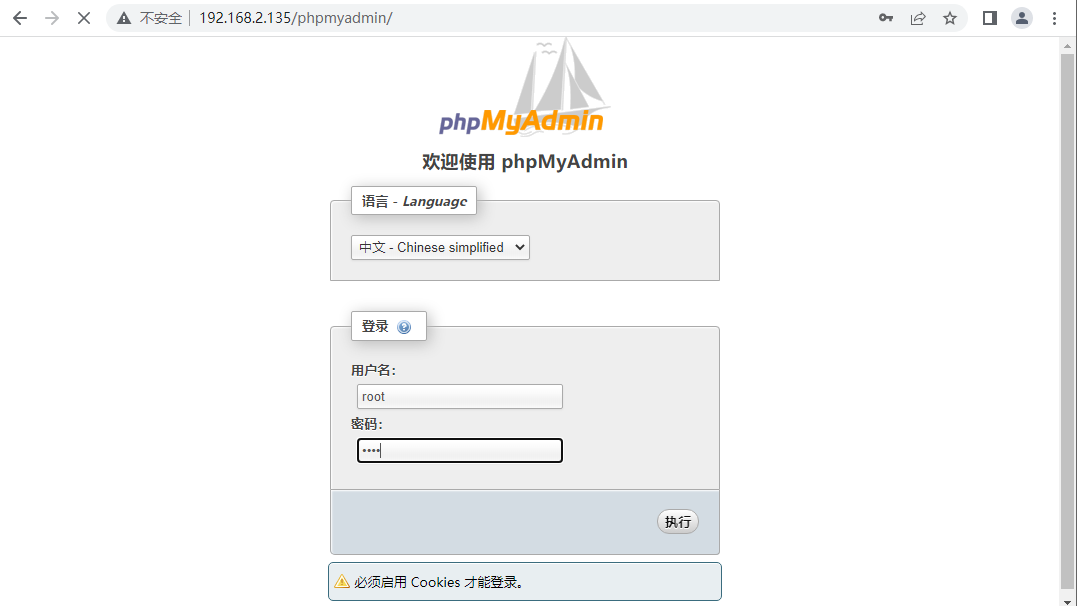 不安全 192.168.2.135/phpmyadmin/
phpMyAdmin
欢迎使用 phpMyAdmin
语言 - Language
中文 - Chinese simplified
登录
用户名:
root
密码:
••••
执行
必须启用 Cookies 才能登录。